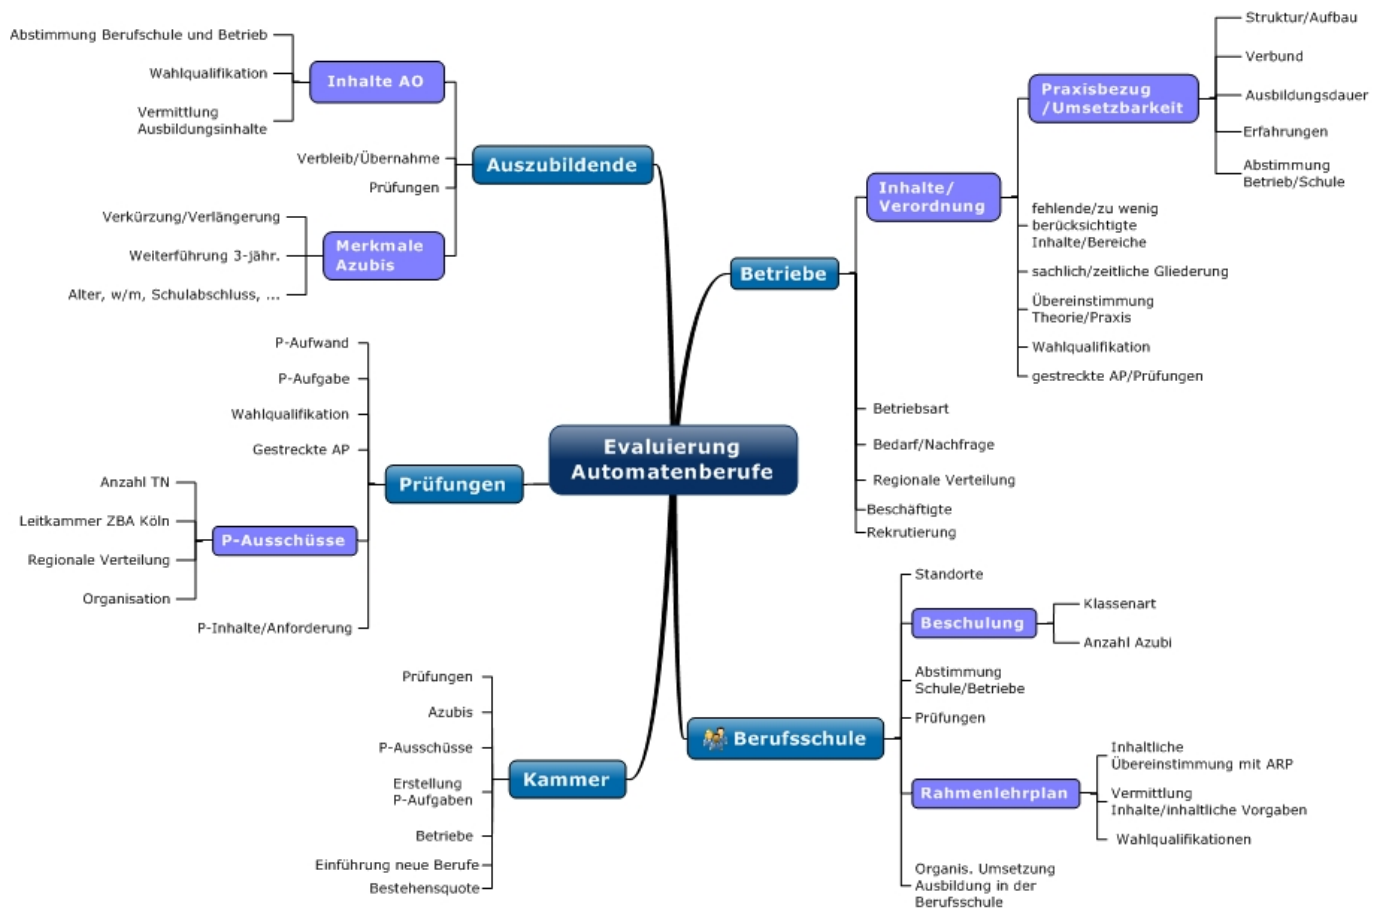 Evaluierung
Automatenberufe
Auszubildende
Inhalte AO
Abstimmung Berufschule und Betrieb
Wahlqualifikation
Vermittlung
Ausbildungsinhalte
Verbleib/Übernahme
Prüfungen
Merkmale
Azubis
Verkürzung/Verlängerung
Weiterführung 3-jähr.
Alter, w/m, Schulabschluss, ...
Prüfungen
P-Aufwand
P-Aufgabe
Wahlqualifikation
Gestreckte AP
P-Ausschüsse
Anzahl TN
Leitkammer ZBA Köln
Regionale Verteilung
Organisation
P-Inhalte/Anforderung
Kammer
Prüfungen
Azubis
P-Ausschüsse
Erstellung
P-Aufgaben
Betriebe
Einführung neue Berufe
Bestehensquote
Betriebe
Inhalte/
Verordnung
Praxisbezug
/Umsetzbarkeit
Struktur/Aufbau
Verbund
Ausbildungsdauer
Erfahrungen
Abstimmung
Betrieb/Schule
fehlende/zu wenig
berücksichtigte
Inhalte/Bereiche
sachlich/zeitliche Gliederung
Übereinstimmung
Theorie/Praxis
Wahlqualifikation
gestreckte AP/Prüfungen
Betriebsart
Bedarf/Nachfrage
Regionale Verteilung
Beschäftigte
Rekrutierung
Berufsschule
Standorte
Beschulung
Klassenart
Anzahl Azubi
Abstimmung
Schule/Betriebe
Prüfungen
Rahmenlehrplan
Inhaltliche
Übereinstimmung mit ARP
Vermittlung
Inhalte/inhaltliche Vorgaben
Wahlqualifikationen
Organis. Umsetzung
Ausbildung in der
Berufsschule